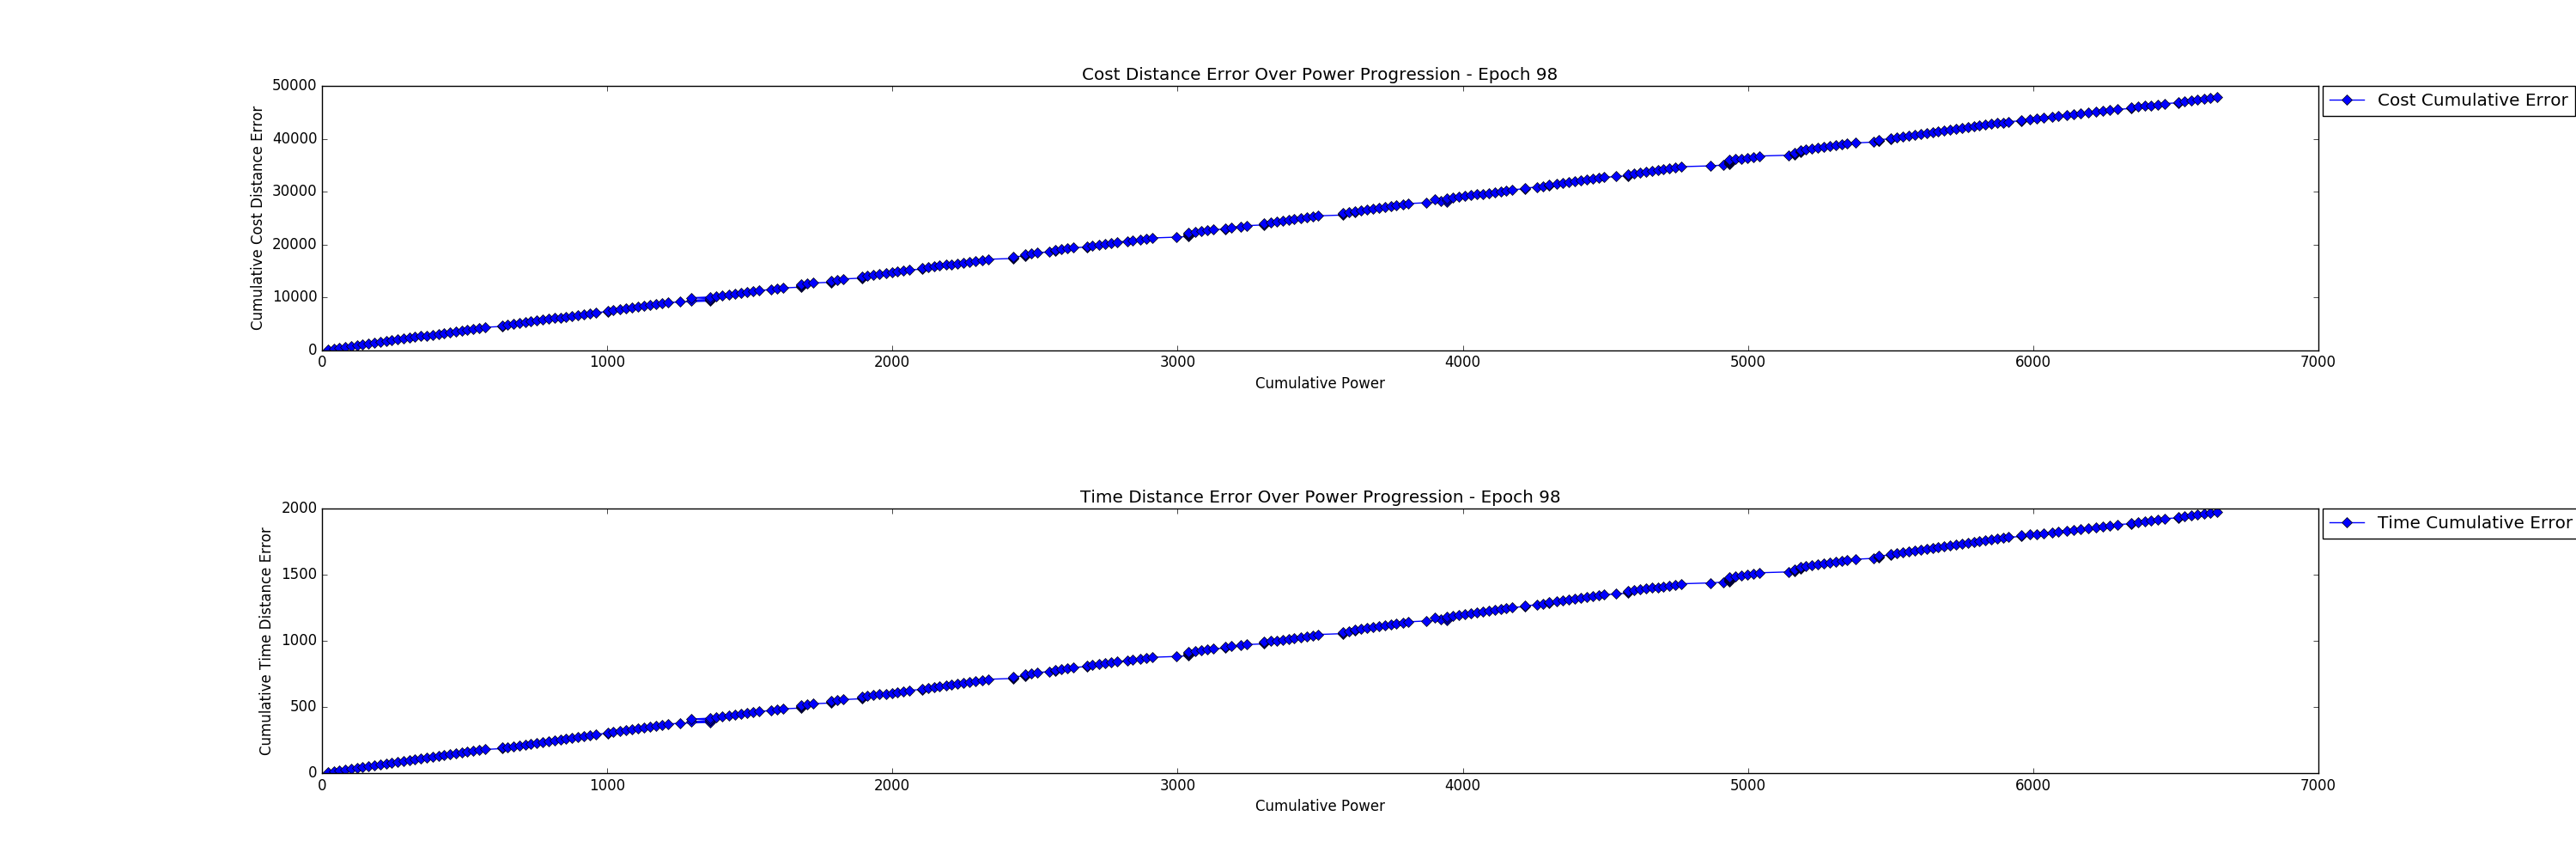 Cost Distance Error Over Power Progression - Epoch 98
50000
40000
30000
20000
10000
0
Cumulative Cost Distance Error
0 1000 2000 3000 4000 5000 6000 7000
Cumulative Power
Cost Cumulative Error
Time Distance Error Over Power Progression - Epoch 98
2000
1500
1000
500
0
Cumulative Time Distance Error
0 1000 2000 3000 4000 5000 6000 7000
Cumulative Power
Time Cumulative Error